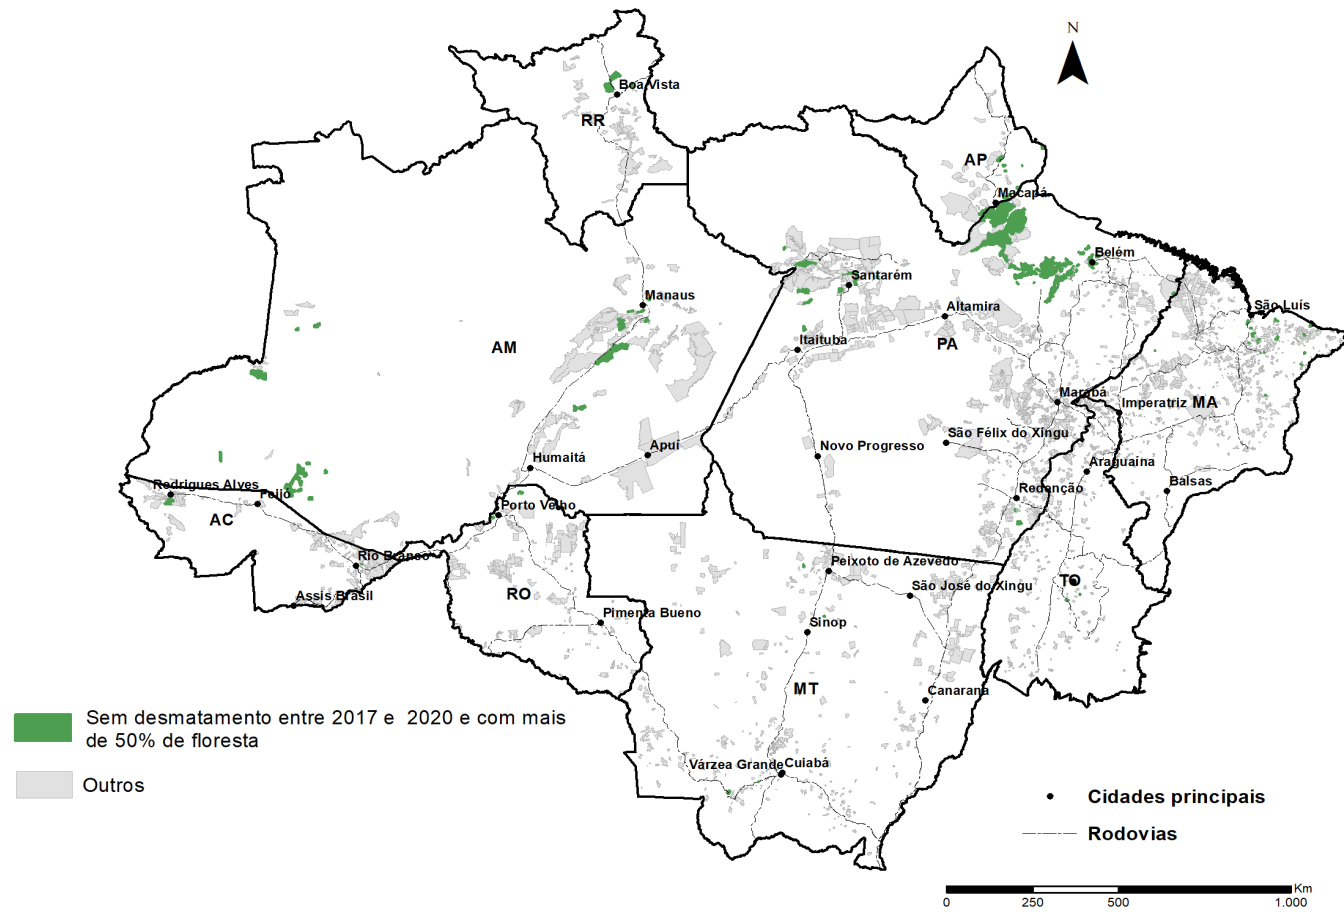 N
Boa Vista
RR
AP
Macapá
Belém
Santarém
Manaus
São Luís
Altamira
Itaituba
PA
AM
Marabá
Imperatriz
MA
São Félix do Xingu
Novo Progresso
Apuí
Humaitá
Araguaína
Balsas
Redenção
Rodrigues Alves
Feijó
Porto Velho
AC
Rio Branco
Peixoto de Azevedo
São José do Xingu
TO
Assis Brasil
RO
Pimenta Bueno
Sinop
MT
Canarana
Sem desmatamento entre 2017 e 2020 e com mais
de 50% de floresta
Várzea Grande
Cuiabá
Outros
Cidades principais
Rodovias
Km
0 250 500 1.000